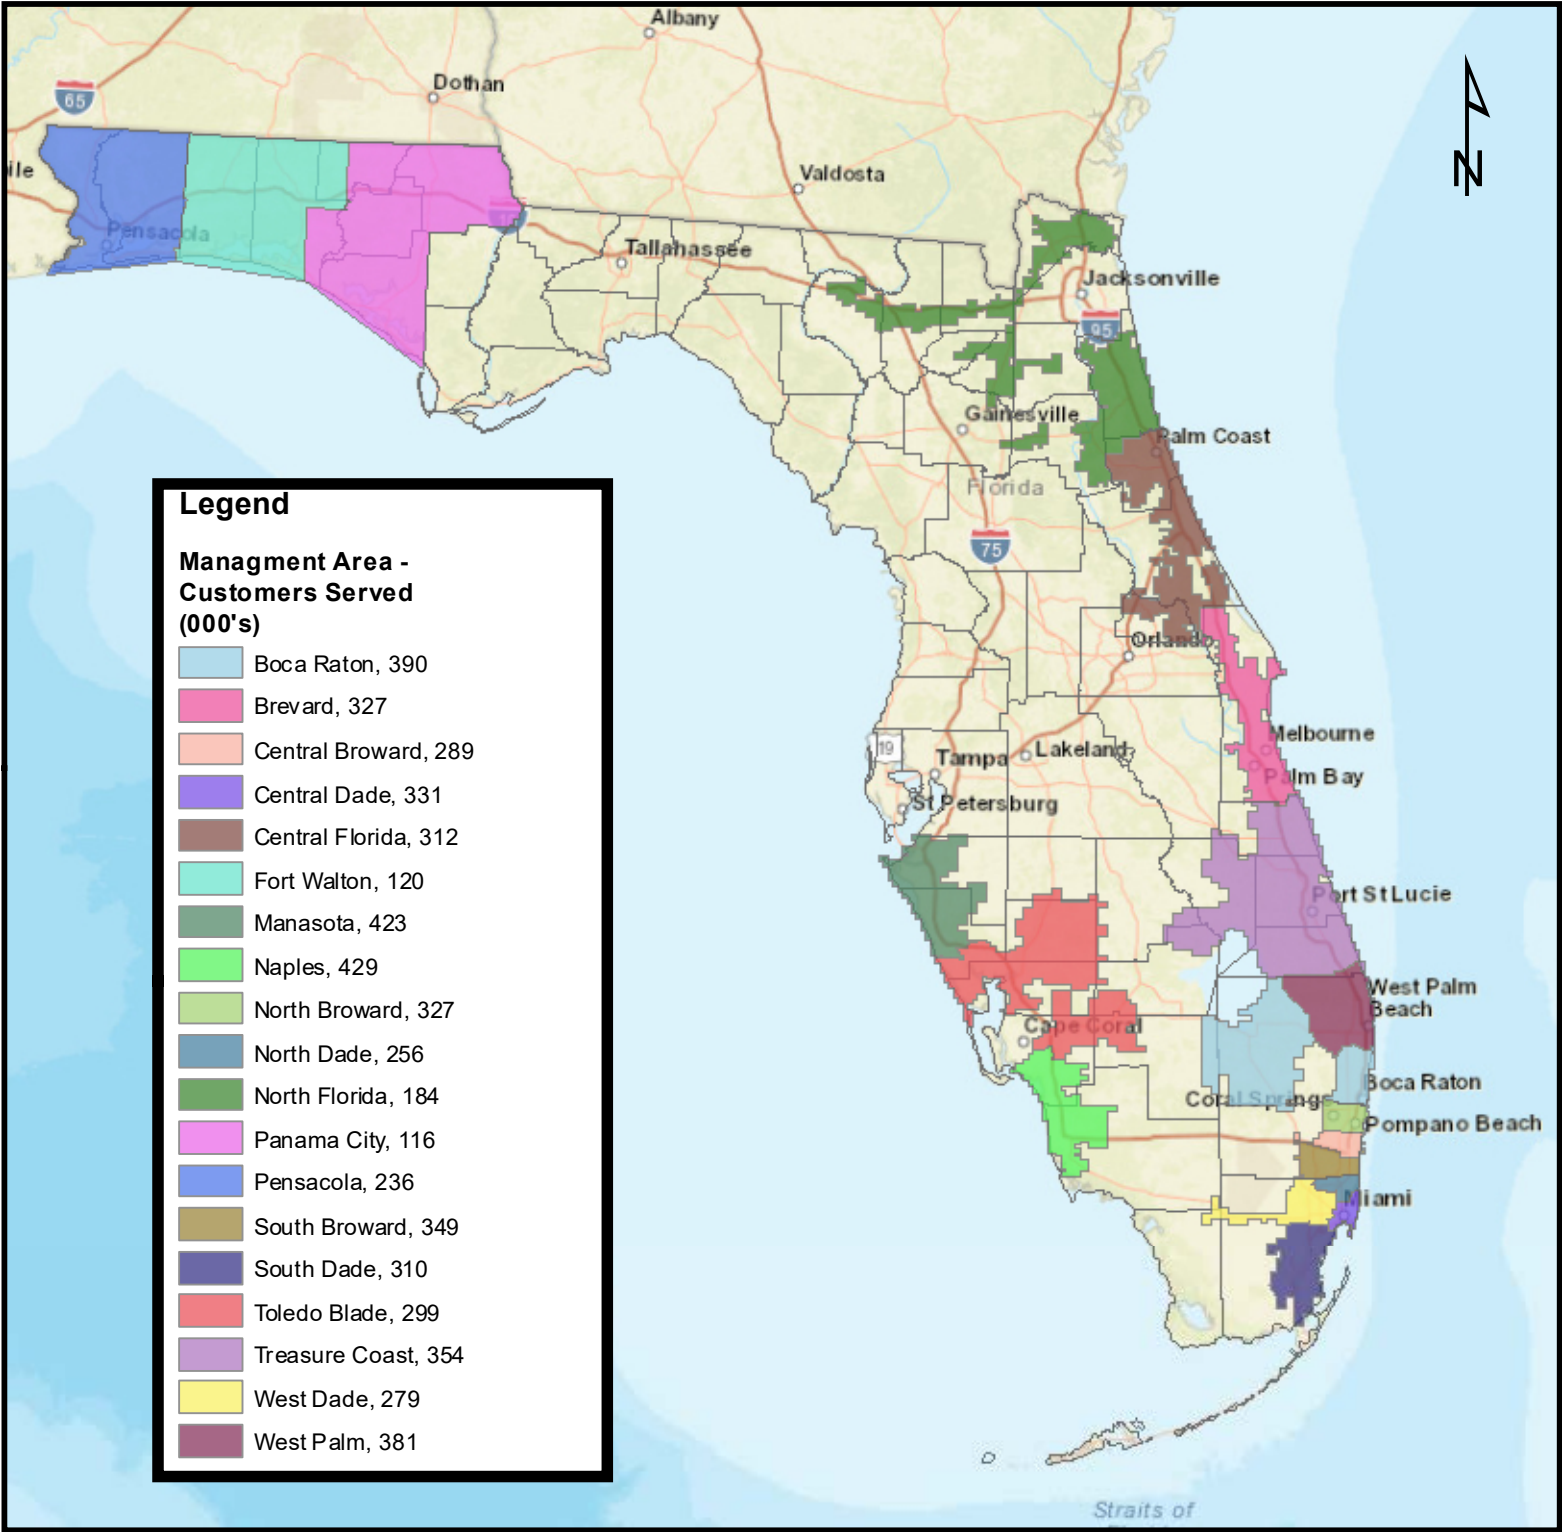 Albany
Dothan
65
ile
Valdosta
N
Pensacola
Tallahassee
Jacksonville
95
Gainesville
Palm Coast
Florida
75
Legend
Managment Area -
Customers Served
(000's)
Boca Raton, 390
Brevard, 327
Central Broward, 289
Central Dade, 331
Central Florida, 312
Fort Walton, 120
Manasota, 423
Naples, 429
North Broward, 327
North Dade, 256
North Florida, 184
Panama City, 116
Pensacola, 236
South Broward, 349
South Dade, 310
Toledo Blade, 299
Treasure Coast, 354
West Dade, 279
West Palm, 381
Orlando
Melbourne
19
Tampa
Lakeland
Palm Bay
St Petersburg
Port St Lucie
West Palm
Beach
Cape Coral
Boca Raton
Coral Springs
Pompano Beach
Miami
Straits of